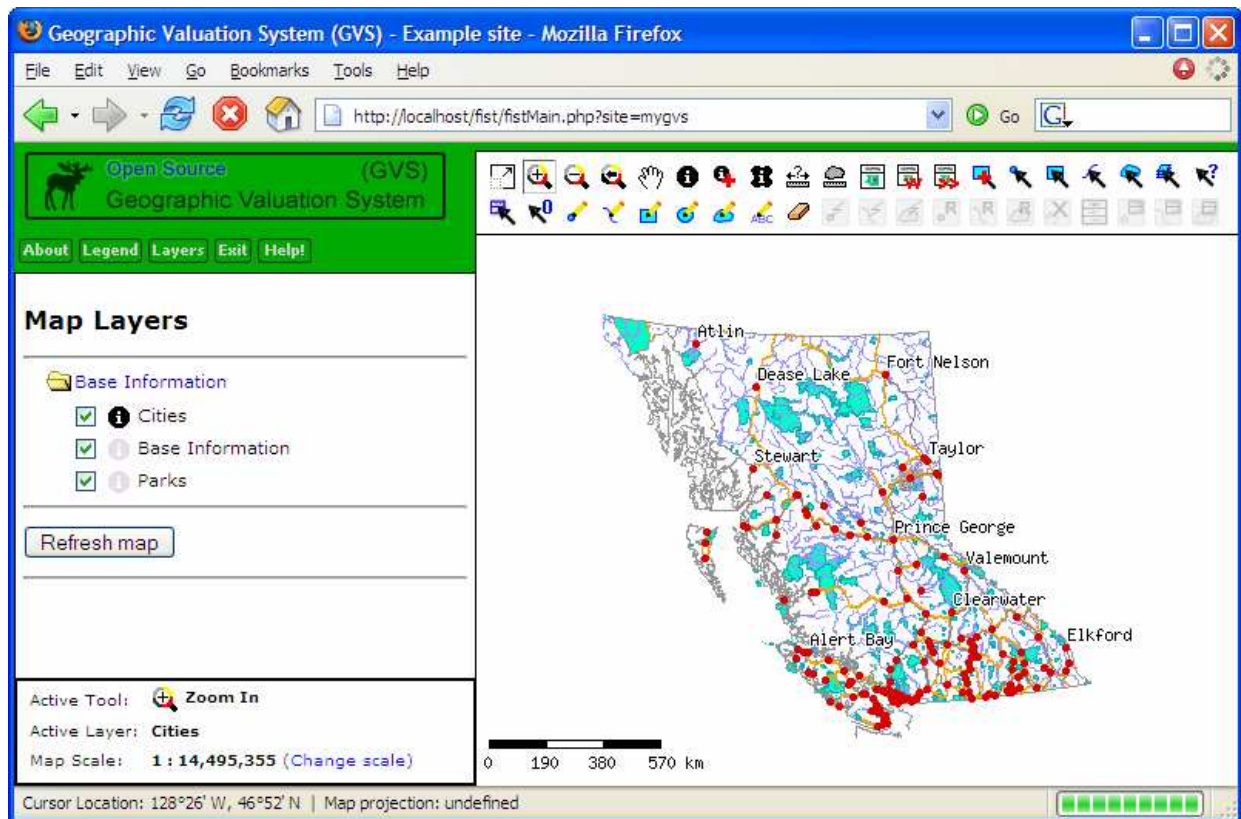 Geographic Valuation System (GVS) - Example site - Mozilla Firefox
File Edit View Go Bookmarks Tools Help
http://localhost/fist/fistMain.php?site=mygvs
Go
G
Open Source (GVS)
Geographic Valuation System
About Legend Layers Exit Help!
Map Layers
Base Information
Cities
Base Information
Parks
Refresh map
Active Tool: Zoom In
Active Layer: Cities
Map Scale: 1 : 14,495,355 (Change scale)
ABC
Atlin
Fort Nelson
Dease Lake
Taylor
Stewart
Prince George
Valemount
Clearwater
Alert Bay
Elkford
0 190 380 570 km
Cursor Location: 128°26' W, 46°52' N | Map projection: undefined